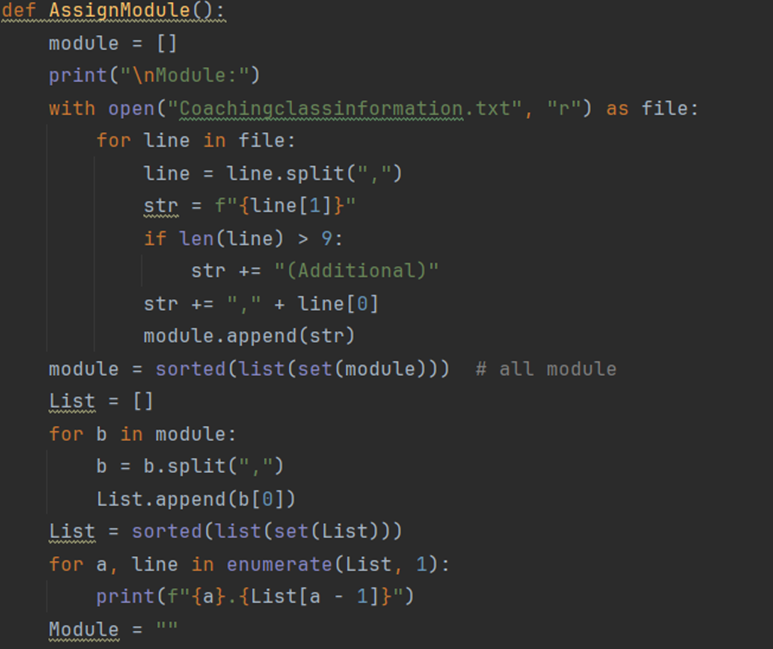 def AssignModule():
    module = []
    print("\nModule:")
    with open("Coachingclassinformation.txt", "r") as file:
        for line in file:
            line = line.split(",")
            str = f"{line[1]}"
            if len(line) > 9:
                str += "(Additional)"
            str += "," + line[0]
            module.append(str)
    module = sorted(list(set(module)))  # all module
    List = []
    for b in module:
        b = b.split(",")
        List.append(b[0])
    List = sorted(list(set(List)))
    for a, line in enumerate(List, 1):
        print(f"{a}.{List[a - 1]}")
    Module = ""